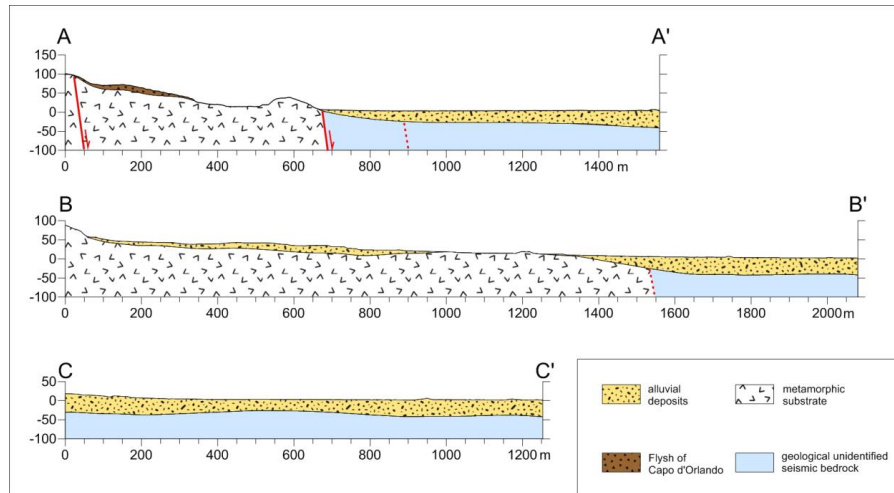 A A'
150
100
50
0
-50
-100
0 200 400 600 800 1000 1200 1400 m
B B'
100
50
0
-50
-100
0 200 400 600 800 1000 1200 1400 1600 1800 2000 m
C C'
50
0
-50
-100
0 200 400 600 800 1000 1200 m
alluvial
deposits
metamorphic
substrate
Flysh of
Capo d'Orlando
geological unidentified
seismic bedrock